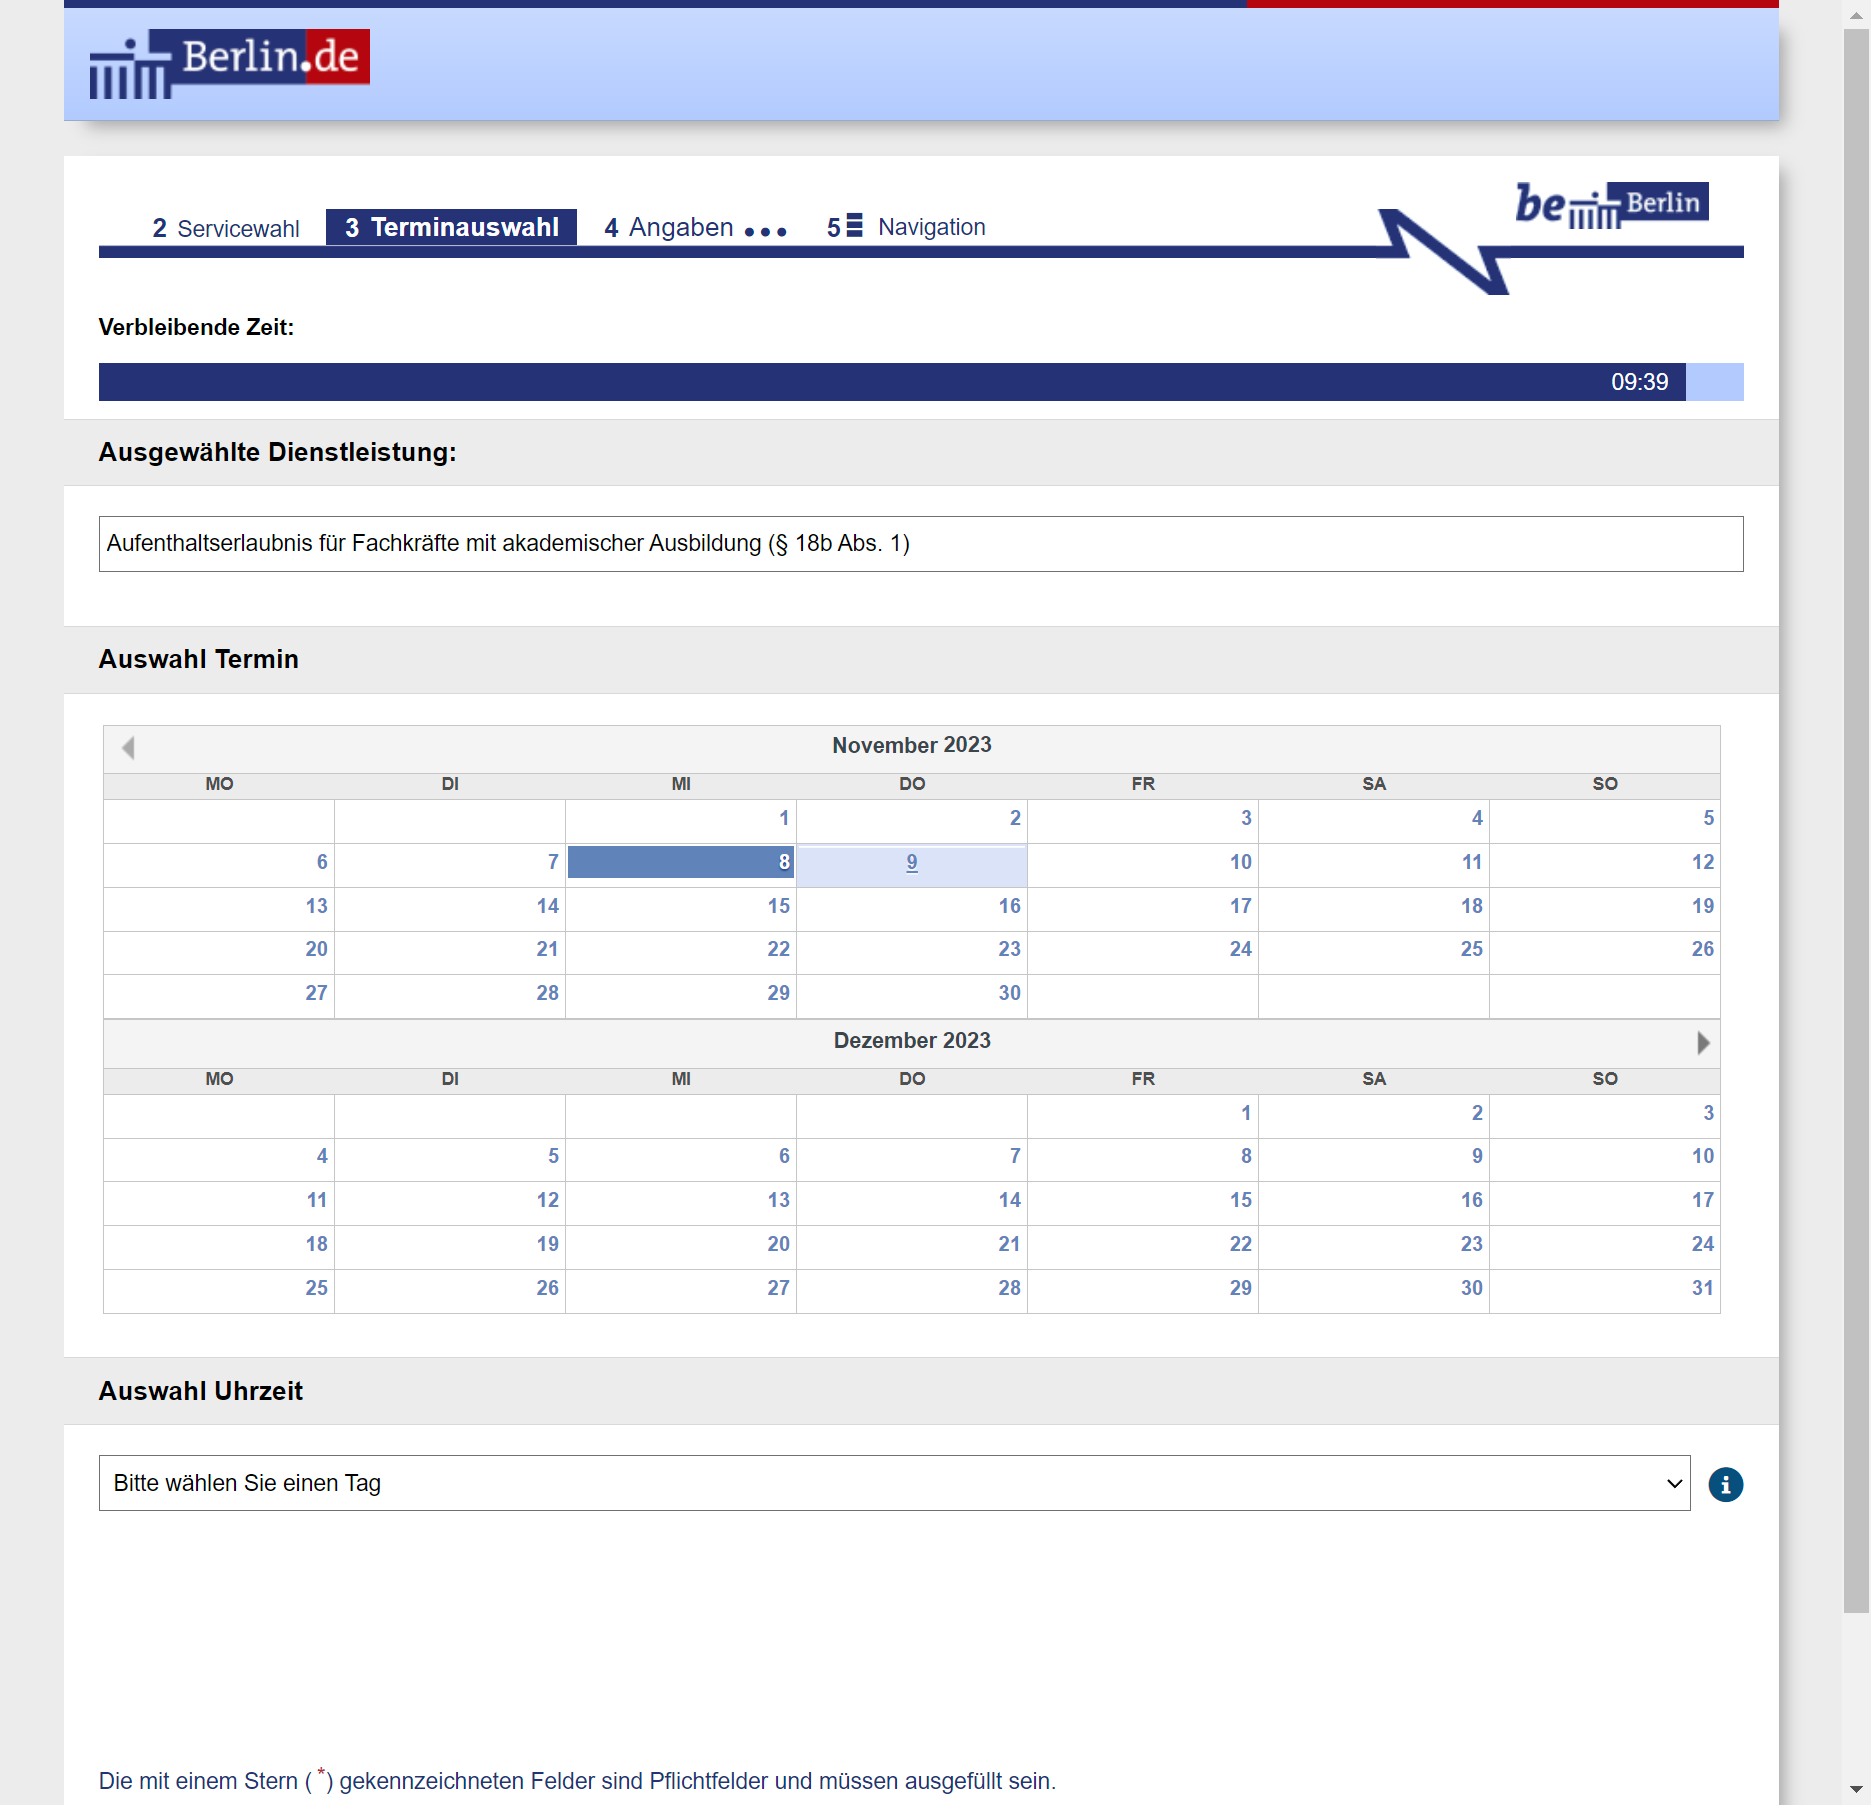 Berlin.de
be Berlin
2 Servicewahl 3 Terminauswahl 4 Angaben ... 5 Navigation
Verbleibende Zeit:
09:39
Ausgewählte Dienstleistung:
Aufenthaltserlaubnis für Fachkräfte mit akademischer Ausbildung (§ 18b Abs. 1)
Auswahl Termin
November 2023
MO DI MI DO FR SA SO
1 2 3 4 5
6 7 8 9 10 11 12
13 14 15 16 17 18 19
20 21 22 23 24 25 26
27 28 29 30
Dezember 2023
MO DI MI DO FR SA SO
1 2 3
4 5 6 7 8 9 10
11 12 13 14 15 16 17
18 19 20 21 22 23 24
25 26 27 28 29 30 31
Auswahl Uhrzeit
Bitte wählen Sie einen Tag
i
Die mit einem Stern ( *) gekennzeichneten Felder sind Pflichtfelder und müssen ausgefüllt sein.